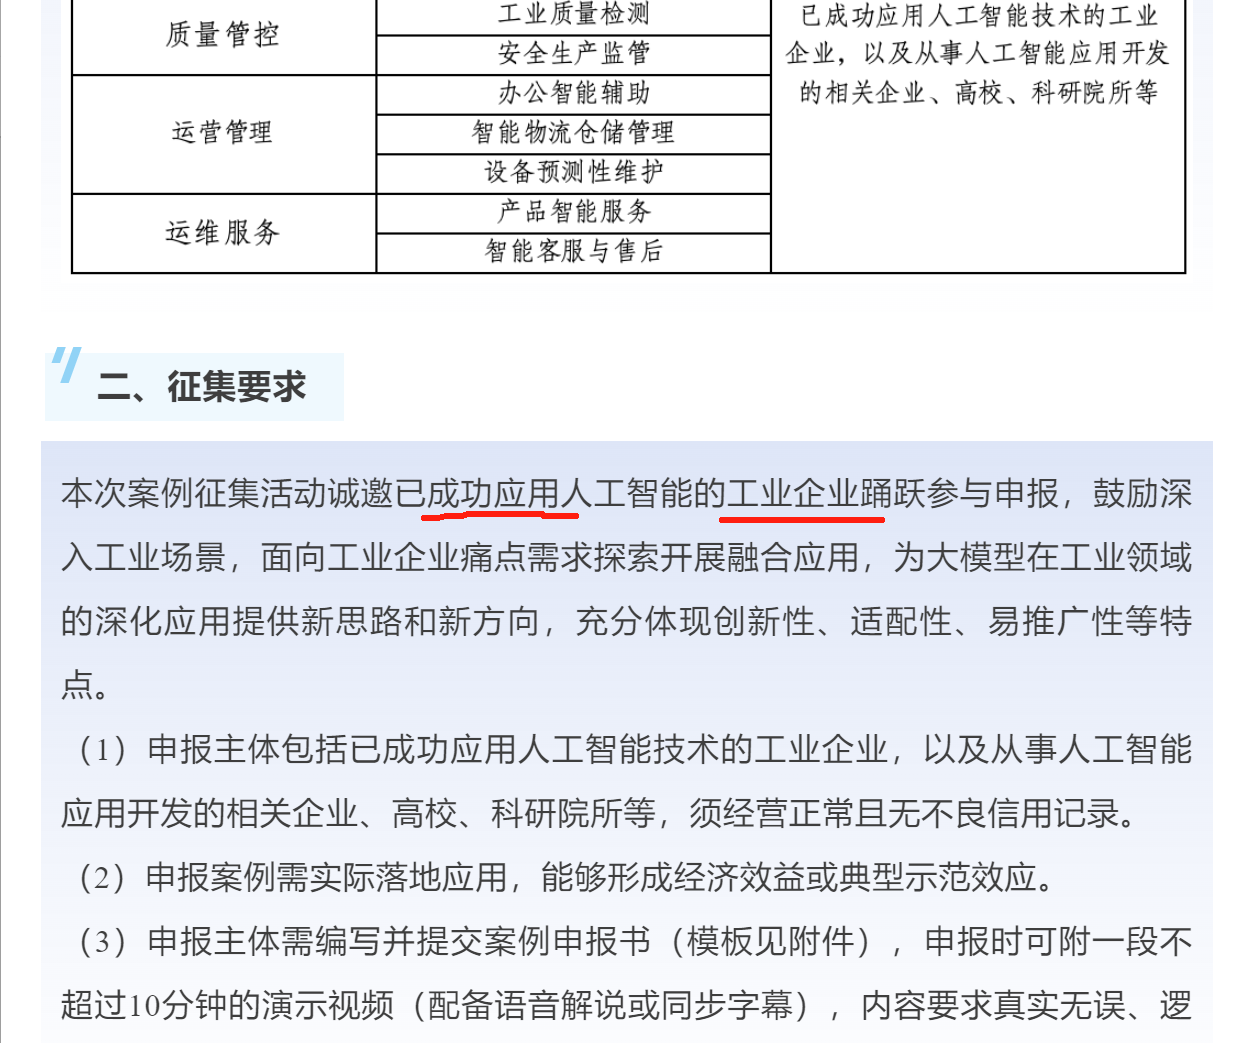 质量管控
工业质量检测
安全生产监管
已成功应用人工智能技术的工业
企业，以及从事人工智能应用开发
的相关企业、高校、科研院所等
运营管理
办公智能辅助
智能物流仓储管理
设备预测性维护
运维服务
产品智能服务
智能客服与售后
二、征集要求
本次案例征集活动诚邀已成功应用人工智能的工业企业踊跃参与申报，鼓励深
入工业场景，面向工业企业痛点需求探索开展融合应用，为大模型在工业领域
的深化应用提供新思路和新方向，充分体现创新性、适配性、易推广性等特
点。
（1）申报主体包括已成功应用人工智能技术的工业企业，以及从事人工智能
应用开发的相关企业、高校、科研院所等，须经营正常且无不良信用记录。
（2）申报案例需实际落地应用，能够形成经济效益或典型示范效应。
（3）申报主体需编写并提交案例申报书（模板见附件），申报时可附一段不
超过10分钟的演示视频（配备语音解说或同步字幕），内容要求真实无误、逻